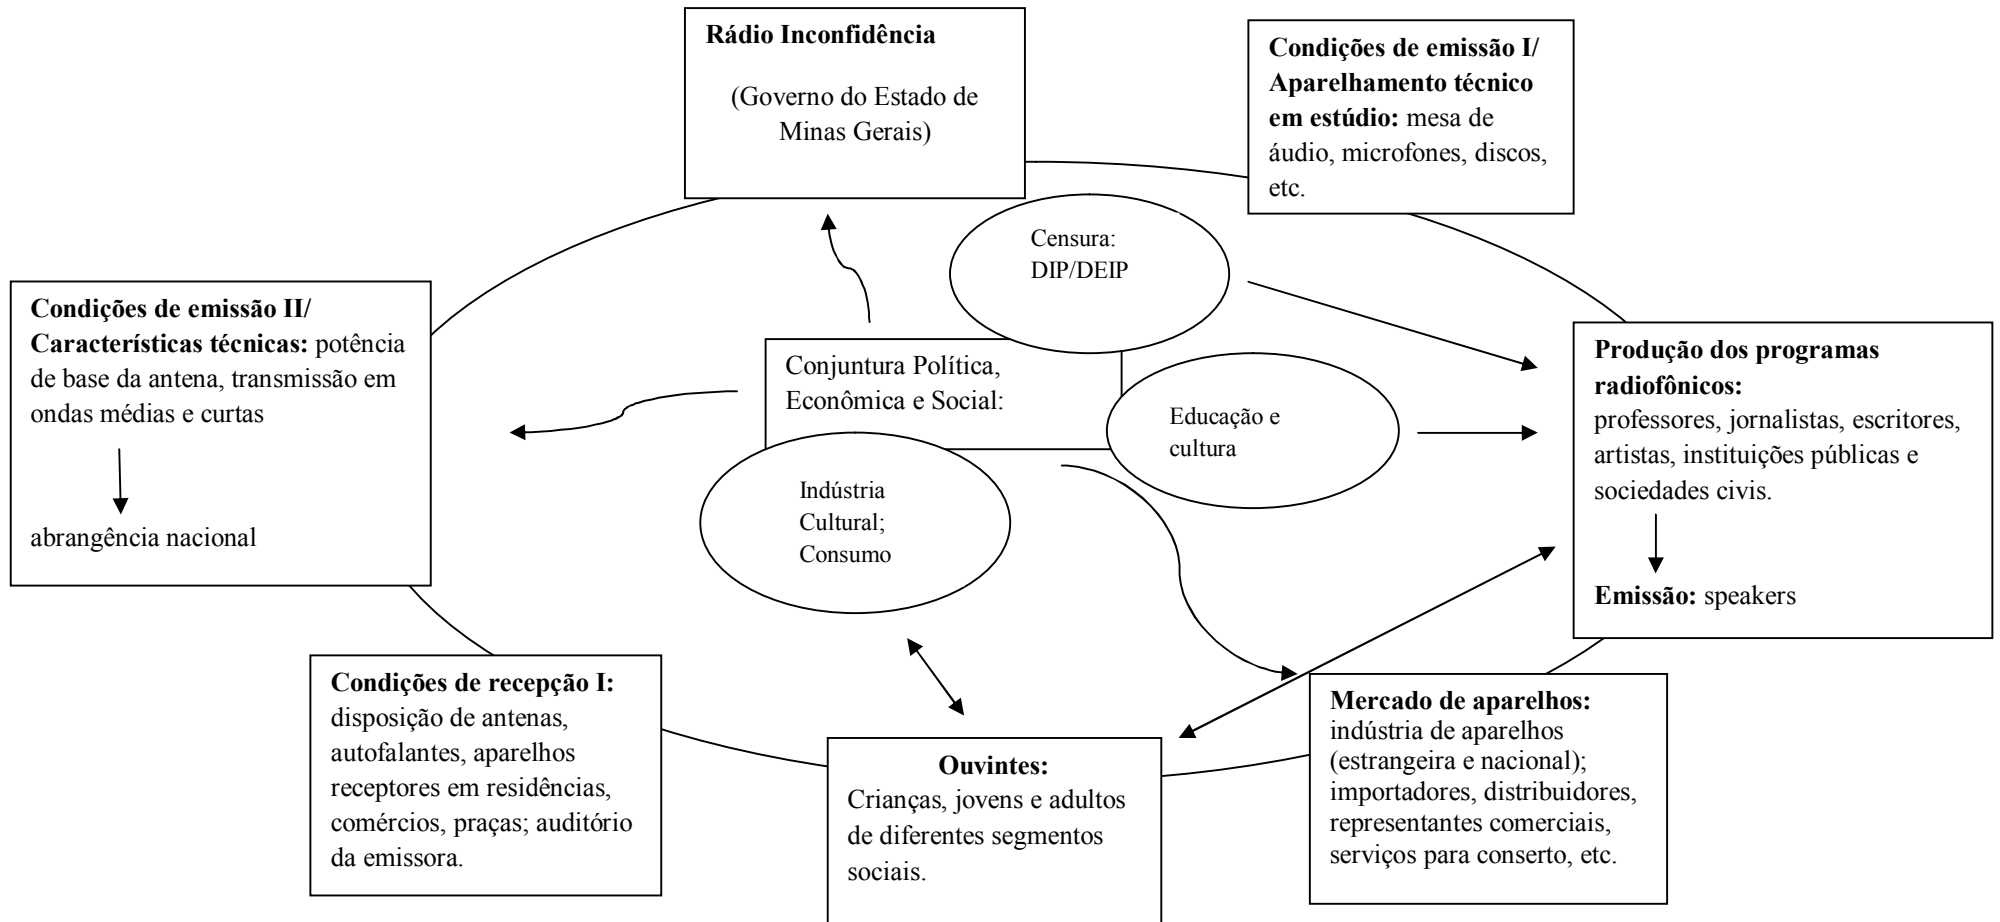 Rádio Inconfidência
(Governo do Estado de
Minas Gerais)
Condições de emissão I/
Aparelhamento técnico
em estúdio: mesa de
áudio, microfones, discos,
etc.
Censura:
DIP/DEIP
Condições de emissão II/
Características técnicas: potência
de base da antena, transmissão em
ondas médias e curtas
abrangência nacional
Conjuntura Política,
Econômica e Social:
Educação e
cultura
Indústria
Cultural;
Consumo
Produção dos programas
radiofônicos:
professores, jornalistas, escritores,
artistas, instituições públicas e
sociedades civis.
Emissão: speakers
Condições de recepção I:
disposição de antenas,
autofalantes, aparelhos
receptores em residências,
comércios, praças; auditório
da emissora.
Ouvintes:
Crianças, jovens e adultos
de diferentes segmentos
sociais.
Mercado de aparelhos:
indústria de aparelhos
(estrangeira e nacional);
importadores, distribuidores,
representantes comerciais,
serviços para conserto, etc.